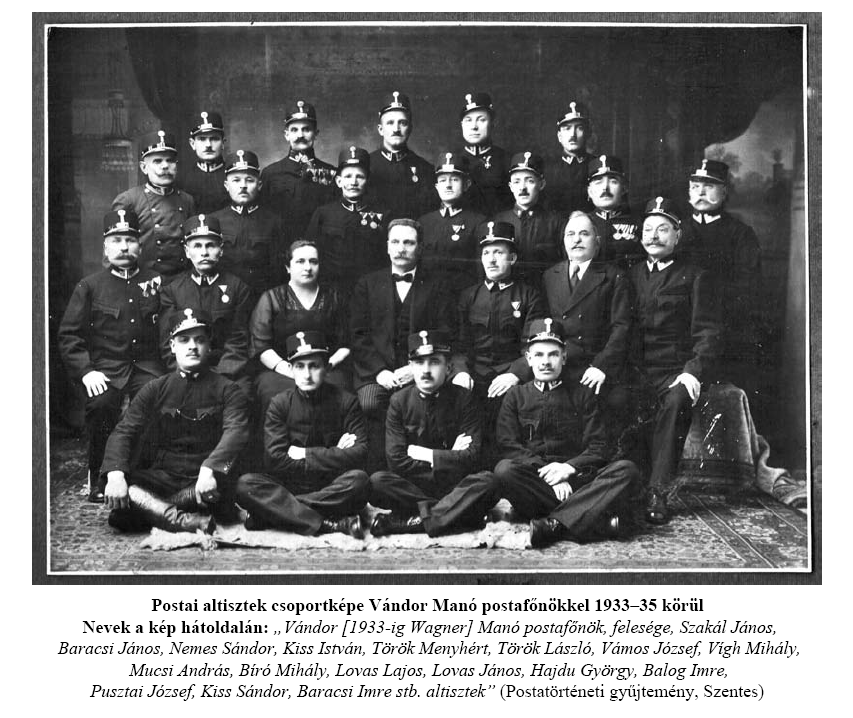 Postai altisztek csoportképe Vándor Manó postafőnökkel 1933–35 körül
Nevek a kép hátoldalán: „Vándor [1933-ig Wagner] Manó postafőnök, felesége, Szakál János,
Baracsi János, Nemes Sándor, Kiss István, Török Menyhért, Török László, Vámos József, Vígh Mihály,
Mucsi András, Bíró Mihály, Lovas Lajos, Lovas János, Hajdu György, Balog Imre,
Pusztai József, Kiss Sándor, Baracsi Imre stb. altisztek” (Postatörténeti gyűjtemény, Szentes)